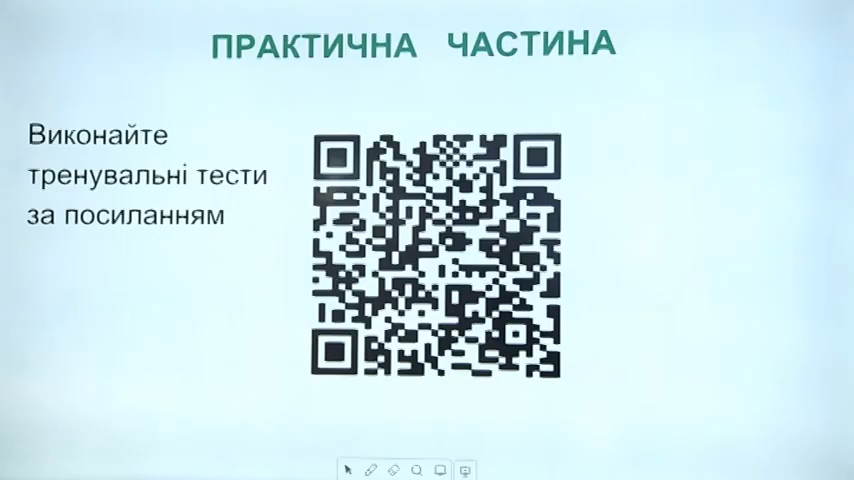 ПРАКТИЧНА ЧАСТИНА
Виконайте
тренувальні тести
за посиланням